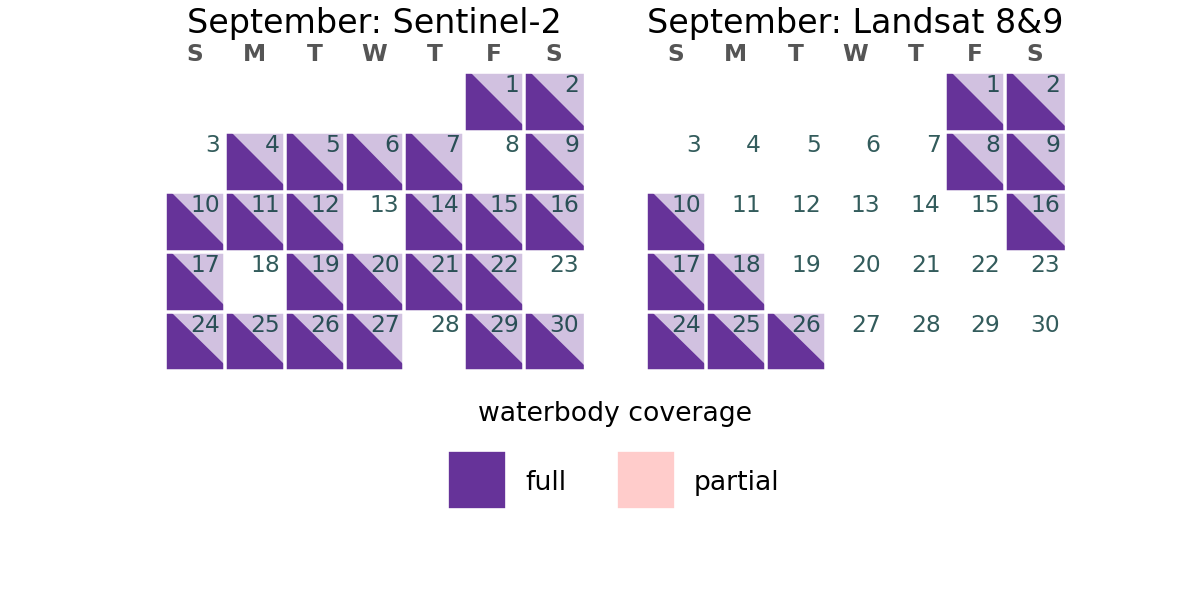 September: Sentinel-2
S M T W T F S
1 2
3 4 5 6 7 8 9
10 11 12 13 14 15 16
17 18 19 20 21 22 23
24 25 26 27 28 29 30
September: Landsat 8&9
S M T W T F S
1 2
3 4 5 6 7 8 9
10 11 12 13 14 15 16
17 18 19 20 21 22 23
24 25 26 27 28 29 30
waterbody coverage
full partial